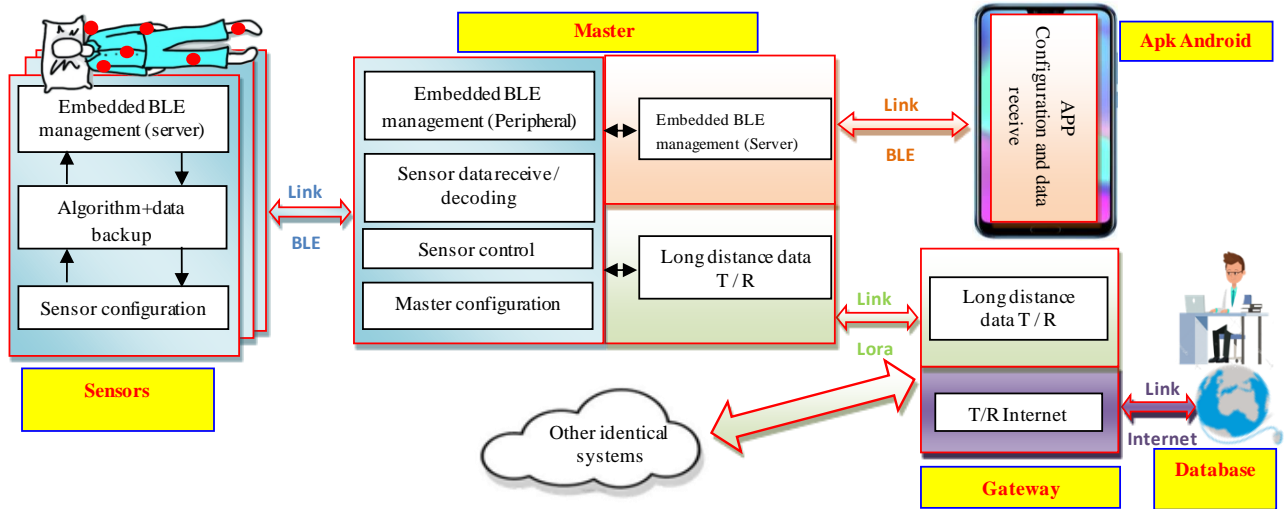 Master
Apk Android
Embedded BLE
management (server)
Algorithm+data
backup
Sensor configuration
Sensors
Link
BLE
Embedded BLE
management (Peripheral)
Sensor data receive /
decoding
Sensor control
Master configuration
Embedded BLE
management (Server)
Long distance data
T / R
Link
BLE
APP
Configuration and data
receive
Link
Lora
Long distance
data T / R
T/R Internet
Gateway
Link
Internet
Database
Other identical
systems